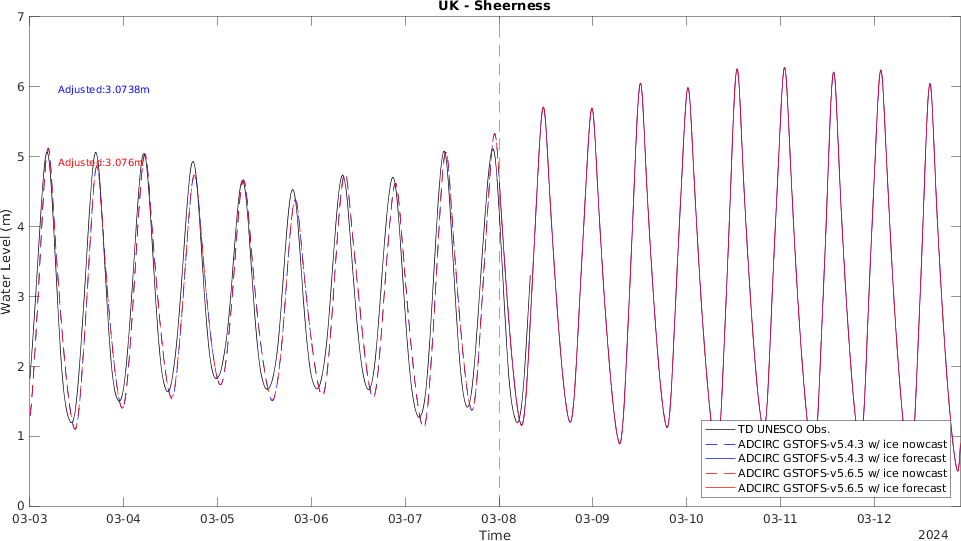 UK - Sheerness
7
6
5
4
3
2
1
0
Water Level (m)
Adjusted:3.0738m
Adjusted:3.076m
TD UNESCO Obs.
ADCIRC GSTOFS-v5.4.3 w/ ice nowcast
ADCIRC GSTOFS-v5.4.3 w/ ice forecast
ADCIRC GSTOFS-v5.6.5 w/ ice nowcast
ADCIRC GSTOFS-v5.6.5 w/ ice forecast
03-03 03-04 03-05 03-06 03-07 03-08 03-09 03-10 03-11 03-12
Time
2024